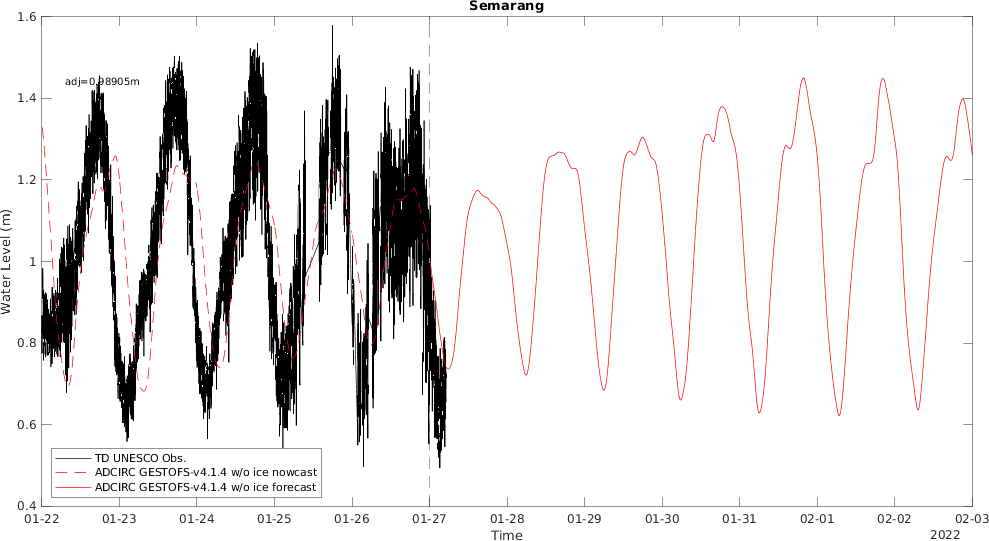 Semarang
1.6
1.4
1.2
1
0.8
0.6
0.4
Water Level (m)
adj=0.98905m
TD UNESCO Obs.
ADCIRC GESTOFS-v4.1.4 w/o ice nowcast
ADCIRC GESTOFS-v4.1.4 w/o ice forecast
01-22 01-23 01-24 01-25 01-26 01-27 01-28 01-29 01-30 01-31 02-01 02-02 02-03
Time
2022